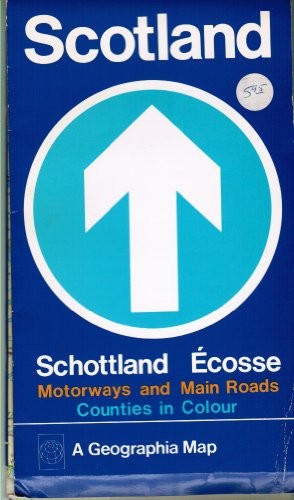 Scotland
Schottland Écosse
Motorways and Main Roads
Counties in Colour
A Geographia Map